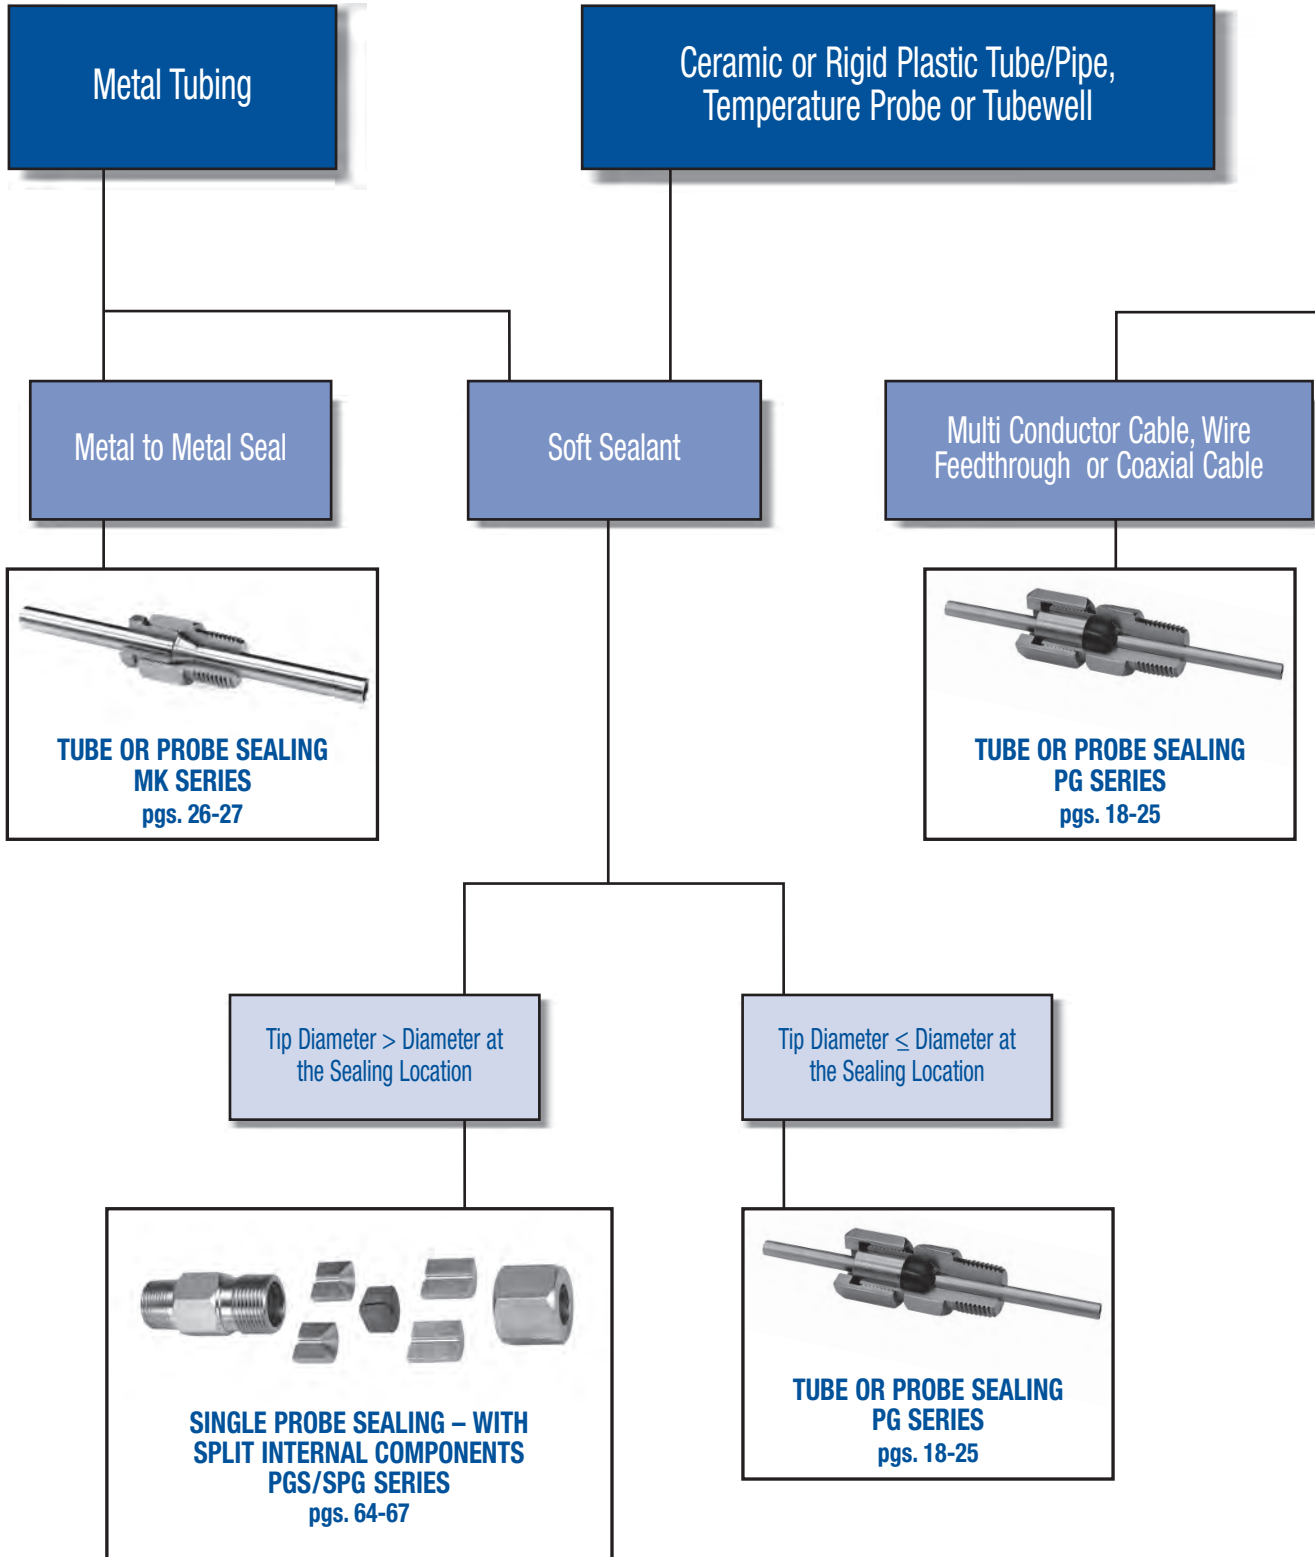 Metal Tubing
Ceramic or Rigid Plastic Tube/Pipe,
Temperature Probe or Tubewell
Metal to Metal Seal
Soft Sealant
Multi Conductor Cable, Wire
Feedthrough or Coaxial Cable
TUBE OR PROBE SEALING
MK SERIES
pgs. 26-27
TUBE OR PROBE SEALING
PG SERIES
pgs. 18-25
Tip Diameter > Diameter at
the Sealing Location
Tip Diameter ≤ Diameter at
the Sealing Location
SINGLE PROBE SEALING – WITH
SPLIT INTERNAL COMPONENTS
PGS/SPG SERIES
pgs. 64-67
TUBE OR PROBE SEALING
PG SERIES
pgs. 18-25